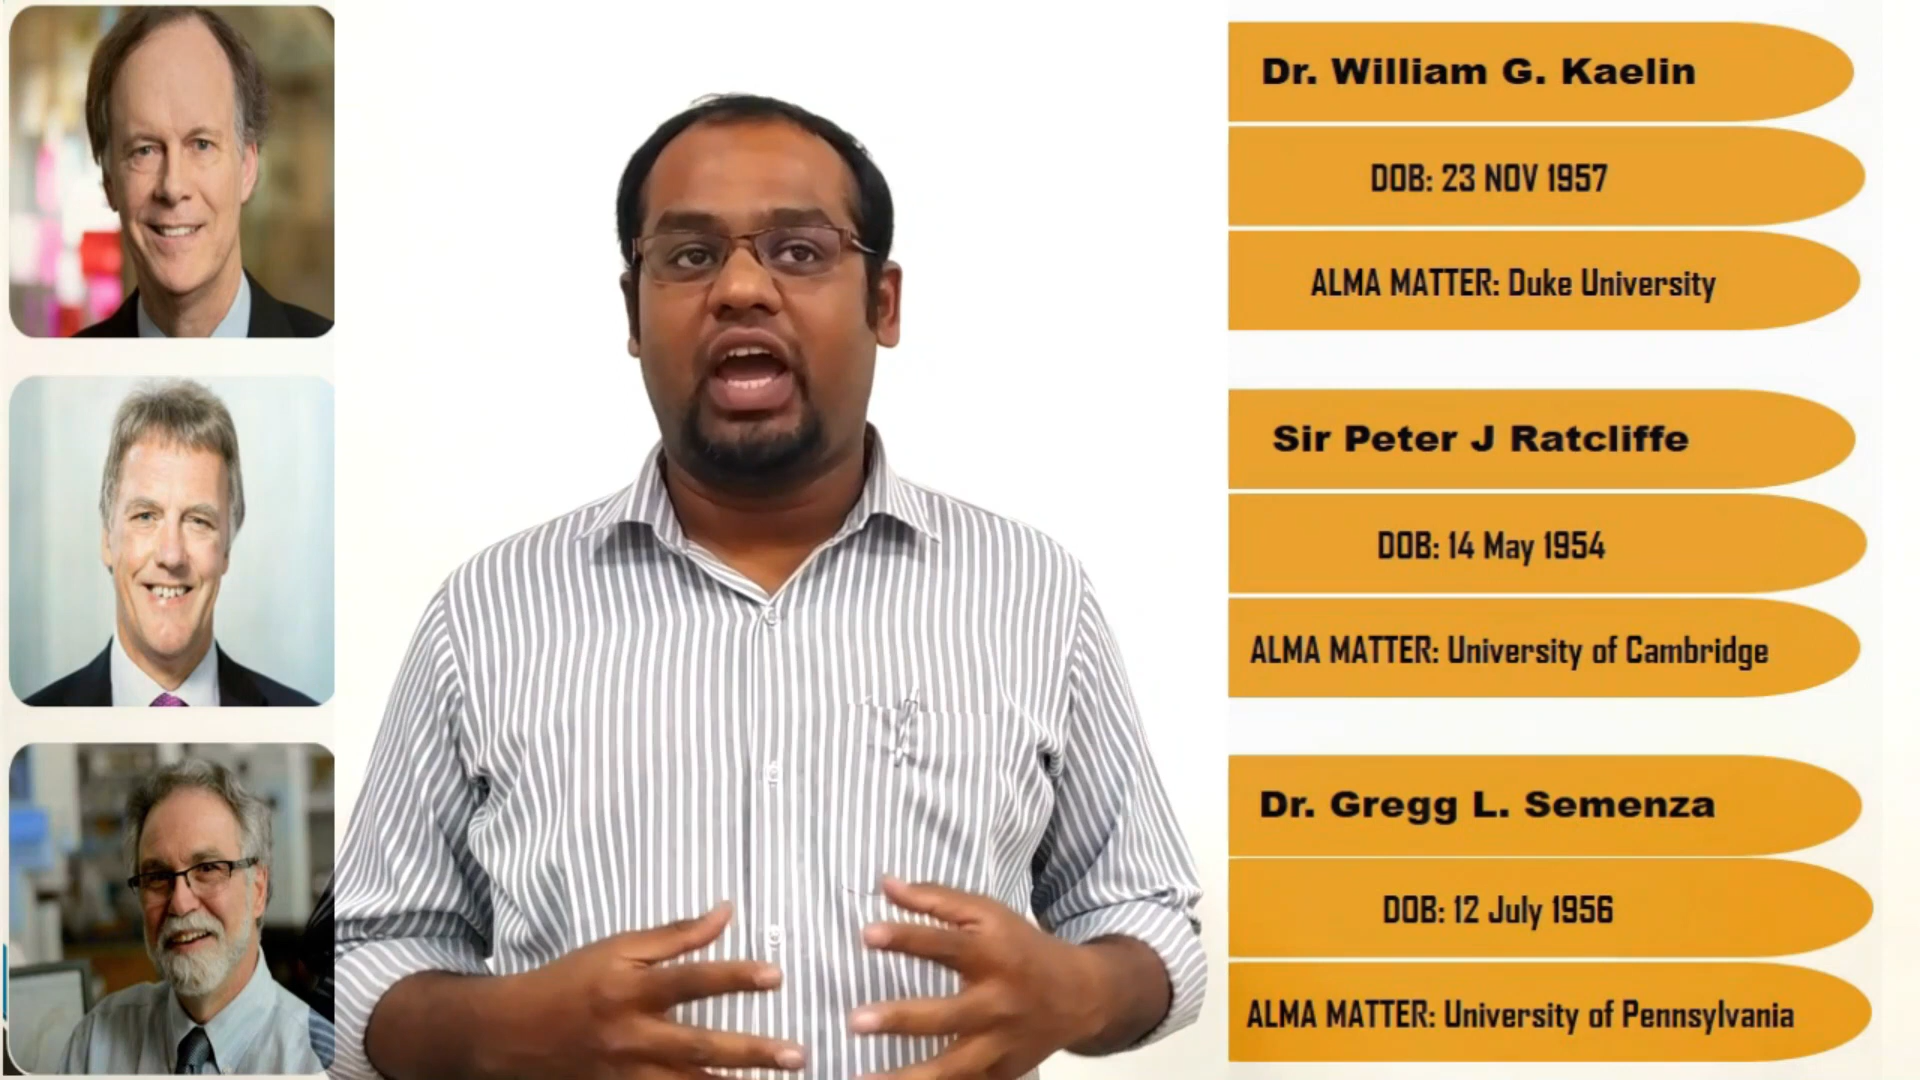 Dr. William G. Kaelin
DOB: 23 NOV 1957
ALMA MATTER: Duke University
Sir Peter J Ratcliffe
DOB: 14 May 1954
ALMA MATTER: University of Cambridge
Dr. Gregg L. Semenza
DOB: 12 July 1956
ALMA MATTER: University of Pennsylvania